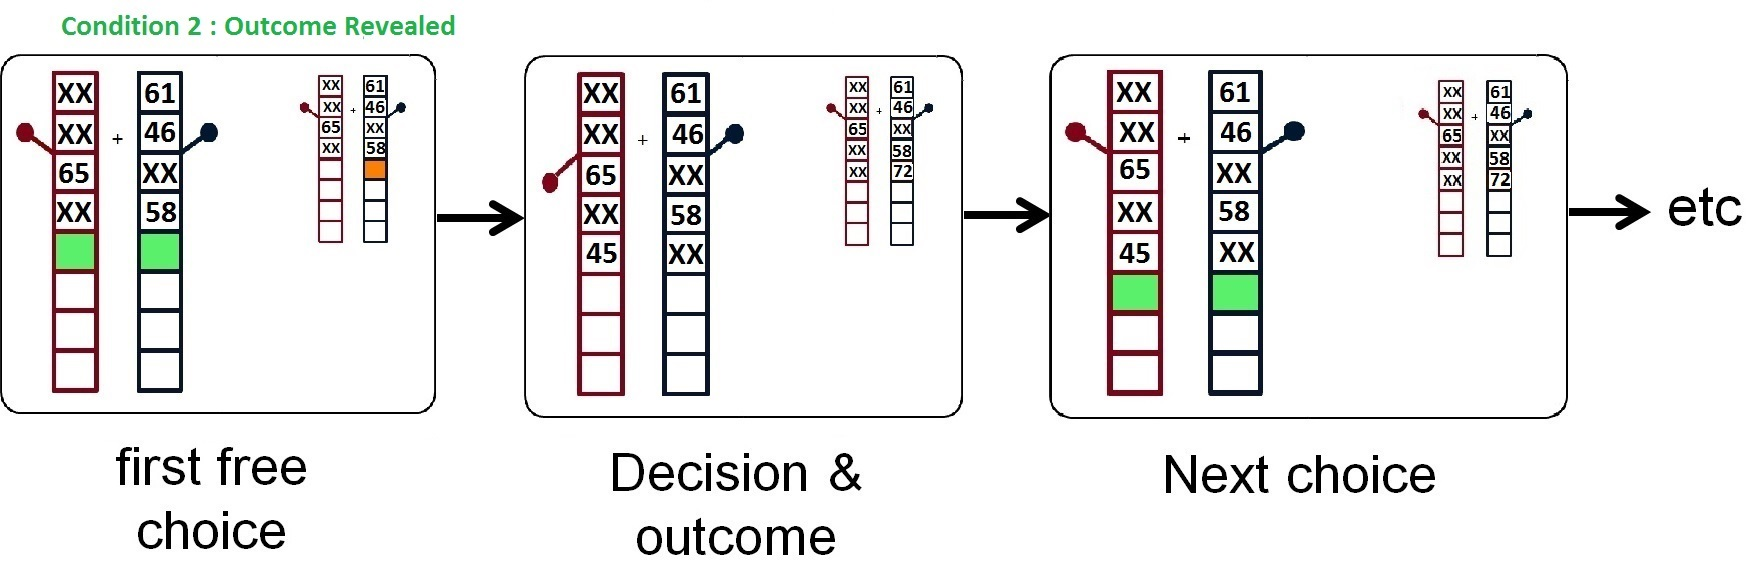 Condition 2 : Outcome Revealed
XX 61
XX + 46
65 XX
XX 58
XX 61
XX + 46
65 XX
XX 58
XX 61
XX + 46
65 XX
XX 58
45 XX
XX 61
XX + 46
65 XX
XX 58
XX 72
XX 61
XX + 46
65 XX
XX 58
45 XX
XX 61
XX + 46
65 XX
XX 58
XX 72
etc
first free
choice
Decision &
outcome
Next choice